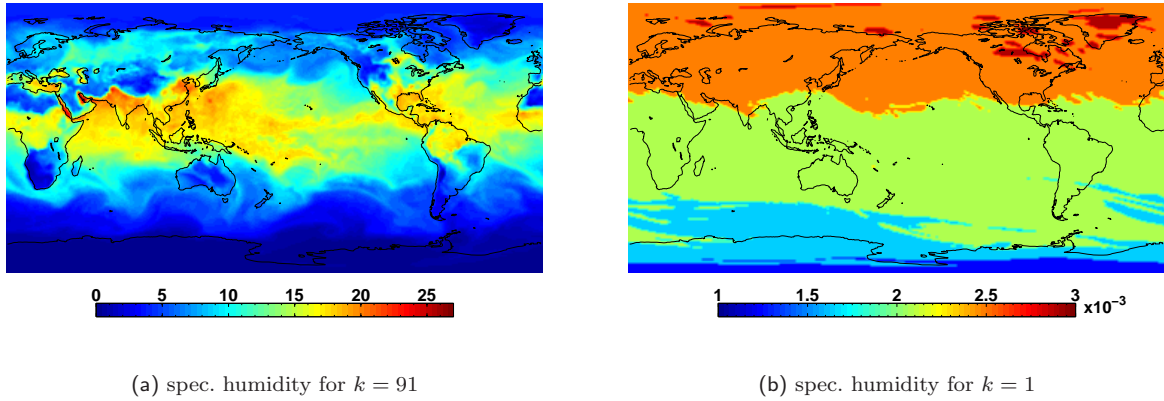 0 5 10 15 20 25
1 1.5 2 2.5 3 x10⁻³
(a) spec. humidity for k = 91
(b) spec. humidity for k = 1